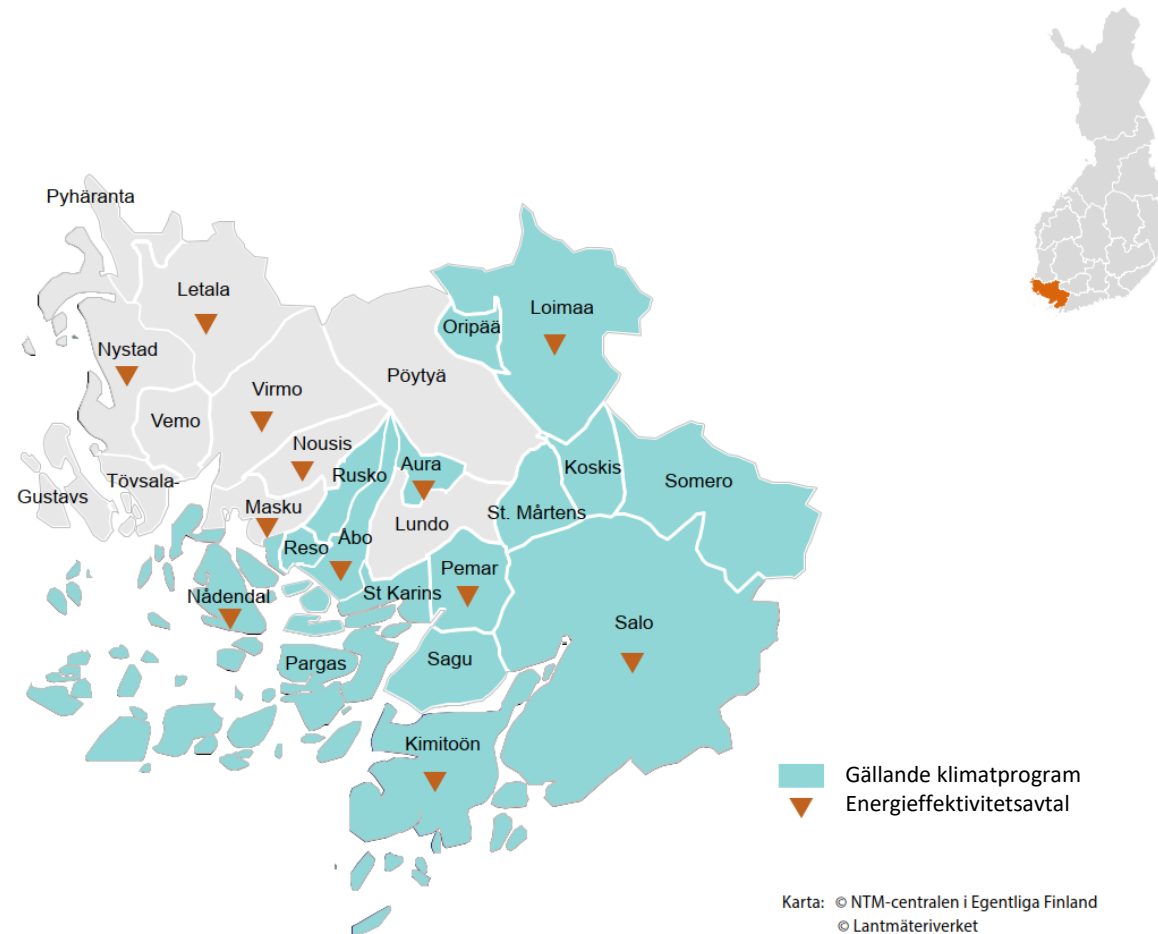 Pyhäranta
Letala
Loimaa
Oripää
Nystad
Pöytyä
Virmo
Vemo
Nousis
Aura
Koskis
Rusko
Somero
Tövsala-
Gustavs
Masku
St. Mårtens
Lundo
Åbo
Reso
Pemar
Nådendal
St Karins
Salo
Sagu
Pargas
Kimitoön
Gällande klimatprogram
Energieffektivitetsavtal
Karta: © NTM-centralen i Egentliga Finland
© Lantmäteriverket